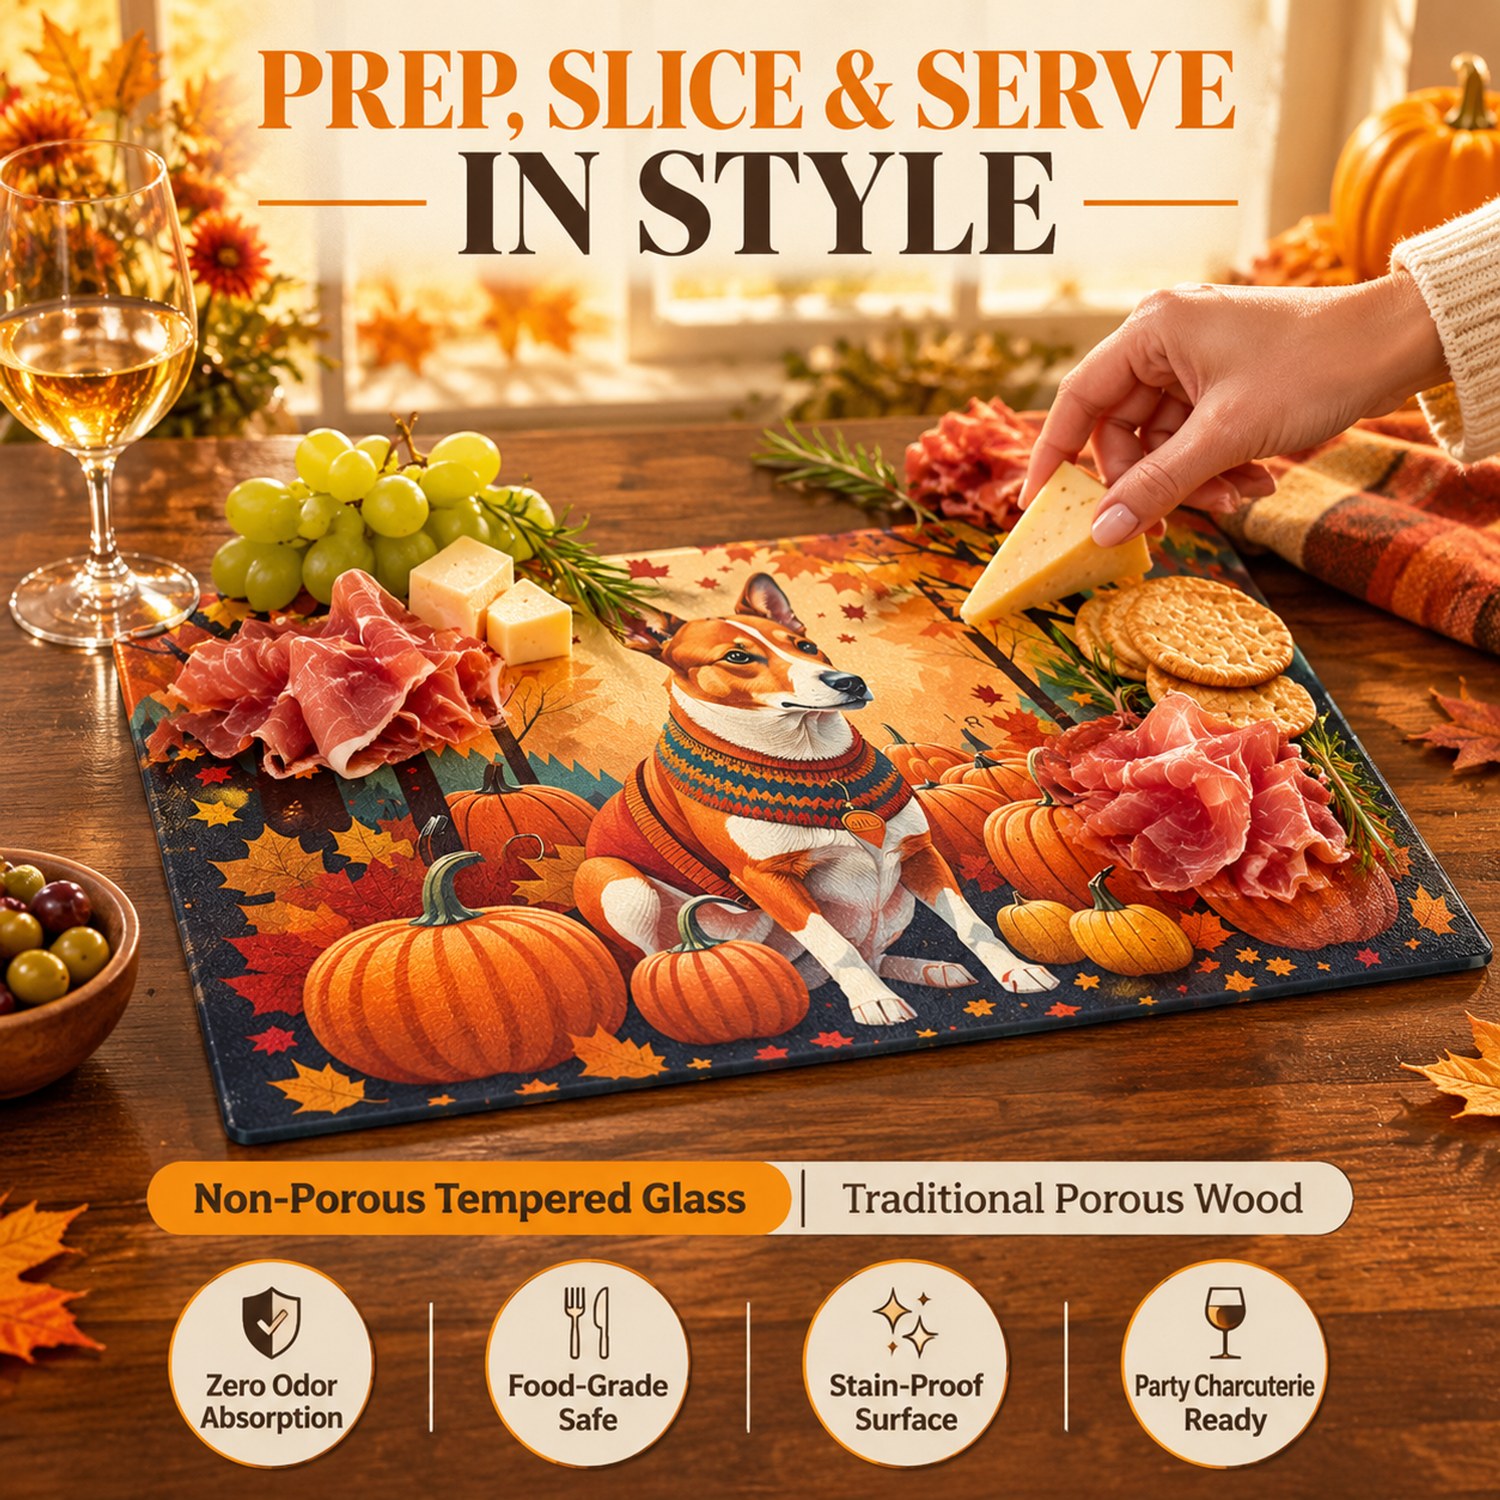 PREP, SLICE & SERVE
IN STYLE
Non-Porous Tempered Glass | Traditional Porous Wood
Zero Odor
Absorption
Food-Grade
Safe
Stain-Proof
Surface
Party Charcuterie
Ready